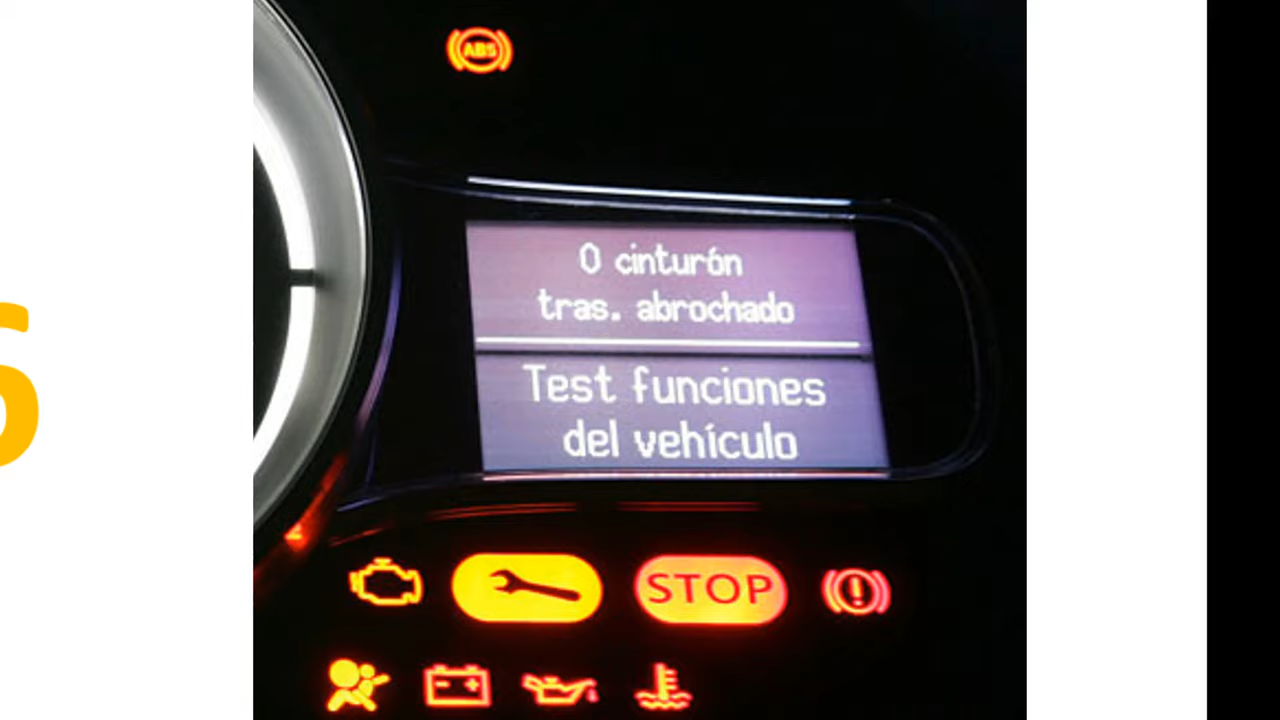 ABS
0 cinturón
tras. abrochado
Test funciones
del vehículo
STOP